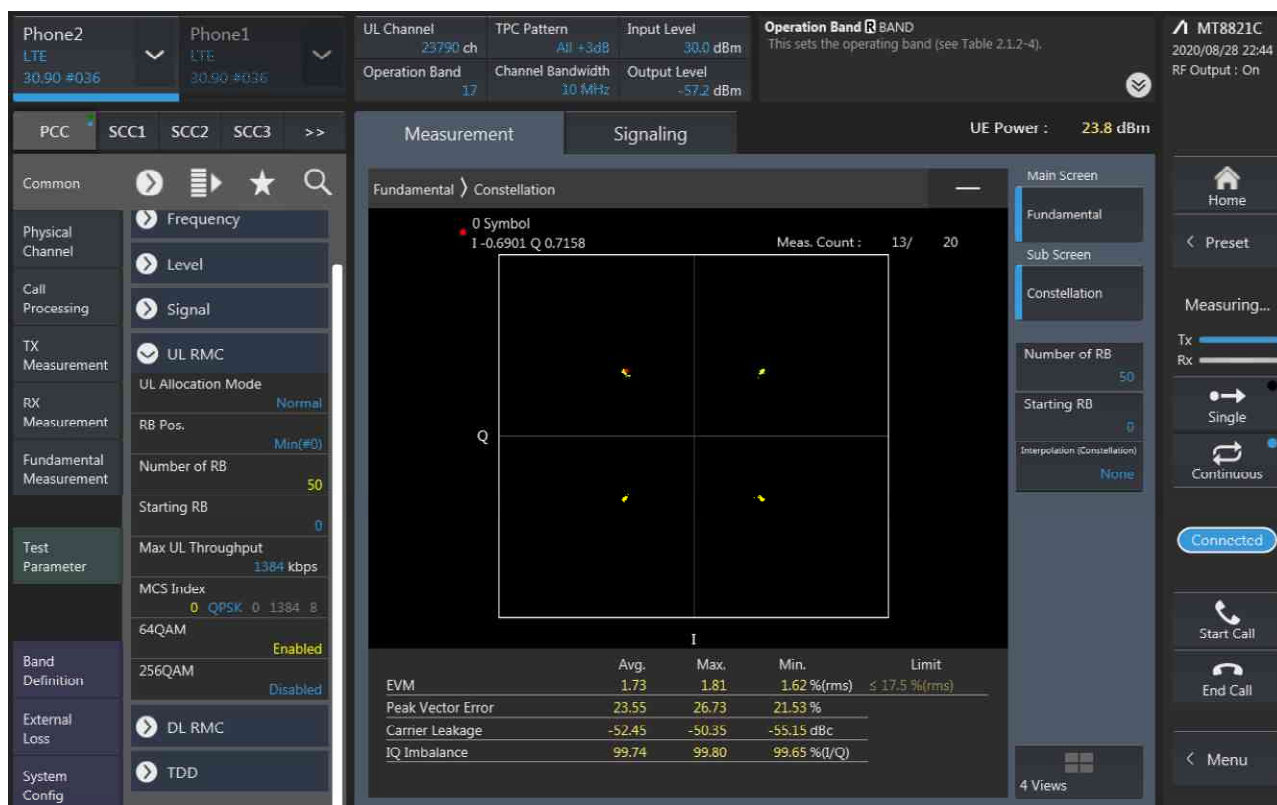 Phone2
LTE
30.90 #036
Phone1
LTE
30.90 #036
UL Channel
23790 ch
TPC Pattern
All +3dB
Input Level
30.0 dBm
Operation Band
17
Channel Bandwidth
10 MHz
Output Level
-57.2 dBm
Operation Band R BAND
This sets the operating band (see Table 2.1.2-4).
MT8821C
2020/08/28 22:44
RF Output : On
PCC SCC1 SCC2 SCC3 >>
Measurement
Signaling
UE Power : 23.8 dBm
Common
Physical
Channel
Call
Processing
TX
Measurement
RX
Measurement
Fundamental
Measurement
Test
Parameter
Band
Definition
External
Loss
System
Config
Frequency
Level
Signal
UL RMC
UL Allocation Mode
Normal
RB Pos.
Min(#0)
Number of RB
50
Starting RB
0
Max UL Throughput
1384 kbps
MCS Index
0 QPSK 0 1384 8
64QAM
Enabled
256QAM
Disabled
DL RMC
TDD
Fundamental > Constellation
0 Symbol
I -0.6901 Q 0.7158
Meas. Count : 13/ 20
Q
I
Avg. Max. Min. Limit
EVM 1.73 1.81 1.62 %(rms) ≤ 17.5 %(rms)
Peak Vector Error 23.55 26.73 21.53 %
Carrier Leakage -52.45 -50.35 -55.15 dBc
IQ Imbalance 99.74 99.80 99.65 %(I/Q)
Main Screen
Fundamental
Sub Screen
Constellation
Number of RB
50
Starting RB
0
Interpolation (Constellation)
None
4 Views
Home
< Preset
Measuring...
Tx
Rx
Single
Continuous
Connected
Start Call
End Call
< Menu